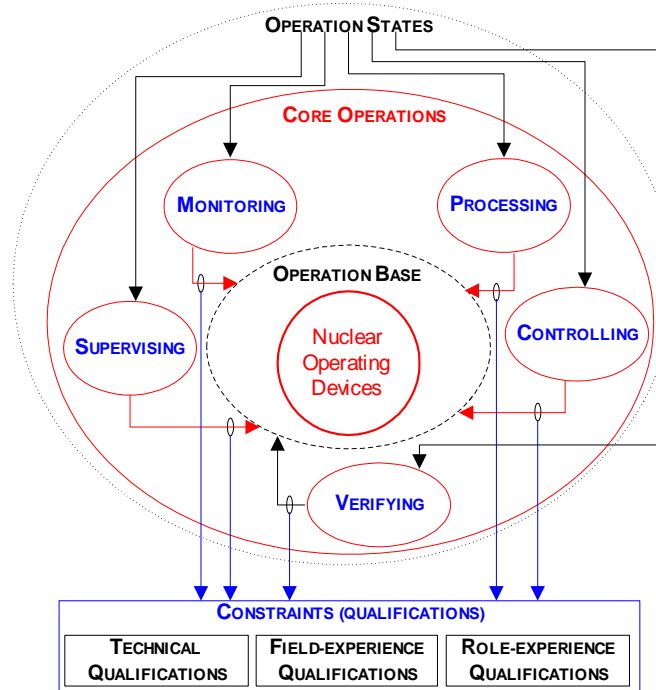 OPERATION STATES
CORE OPERATIONS
MONITORING
PROCESSING
OPERATION BASE
SUPERVISING
CONTROLLING
Nuclear
Operating
Devices
VERIFYING
CONSTRAINTS (QUALIFICATIONS)
TECHNICAL
QUALIFICATIONS
FIELD-EXPERIENCE
QUALIFICATIONS
ROLE-EXPERIENCE
QUALIFICATIONS